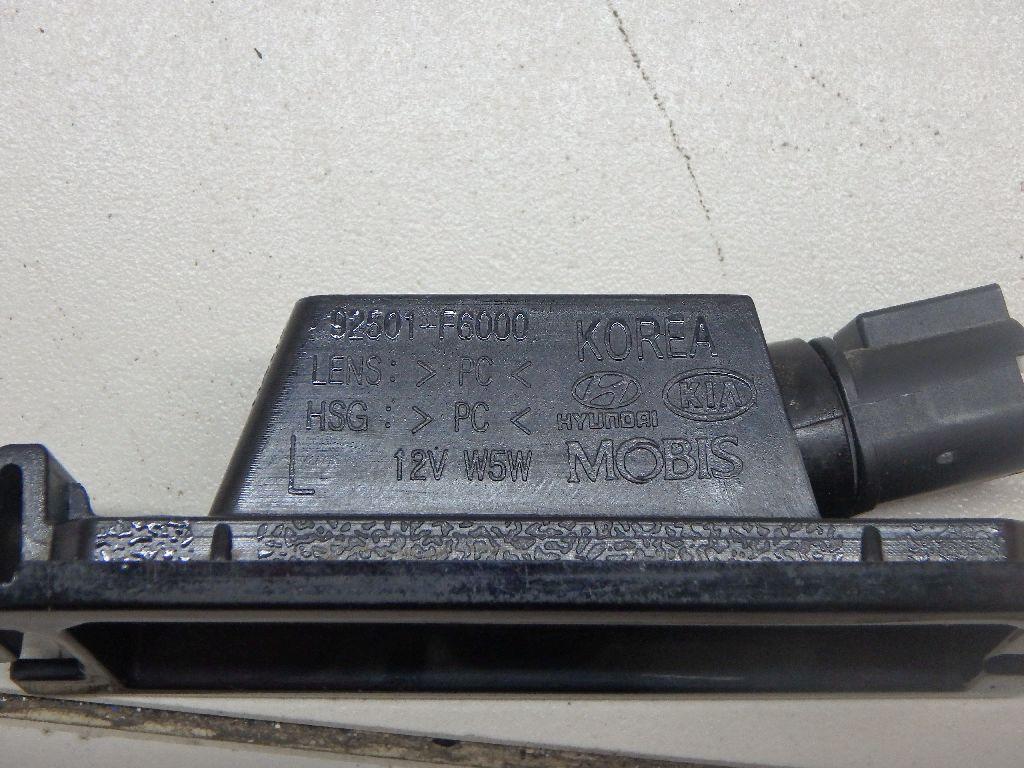 92501-F6000
KOREA
LENS : > PC <
HYUNDAI
KIA
HSG : > PC <
L
12V W5W
MOBIS